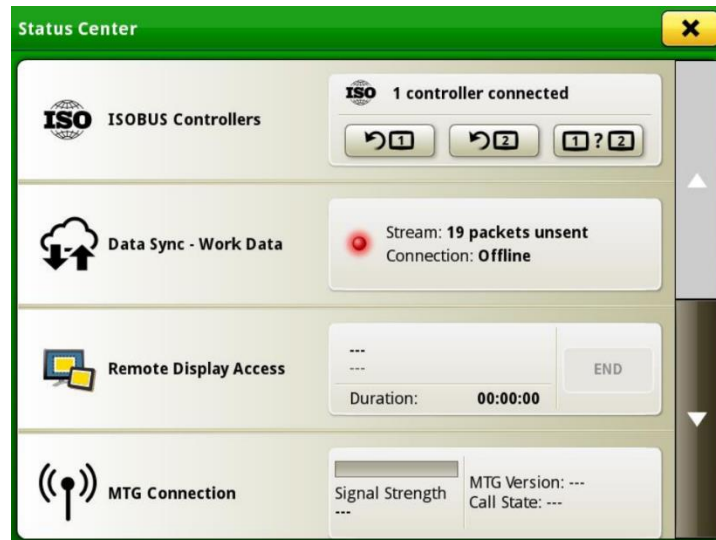 Status Center
ISO
ISOBUS Controllers
ISO 1 controller connected
1
2
1 ? 2
Data Sync - Work Data
Stream: 19 packets unsent
Connection: Offline
Remote Display Access
---
---
END
Duration: 00:00:00
MTG Connection
Signal Strength
---
MTG Version: ---
Call State: ---